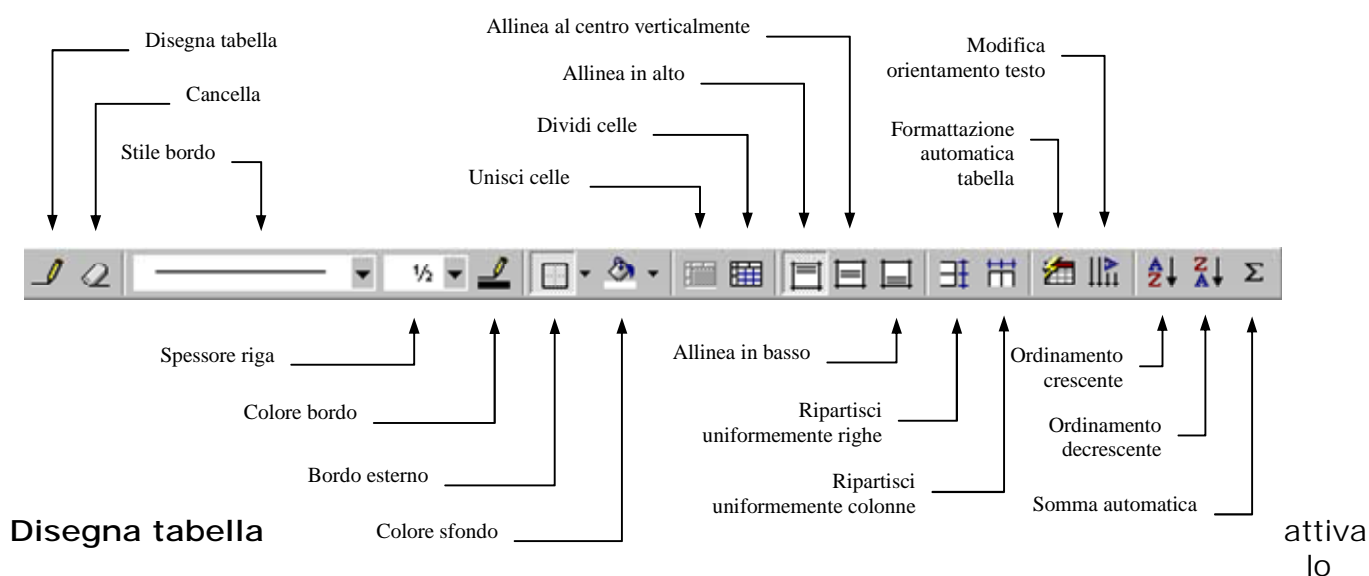 Disegna tabella
Cancella
Stile bordo
Allinea al centro verticalmente
Allinea in alto
Dividi celle
Unisci celle
Modifica
orientamento testo
Formattazione
automatica
tabella
½
A
Z
Z
A
Σ
Spessore riga
Colore bordo
Bordo esterno
Colore sfondo
Allinea in basso
Ripartisci
uniformemente righe
Ripartisci
uniformemente colonne
Ordinamento
crescente
Ordinamento
decrescente
Somma automatica
Disegna tabella attiva
lo